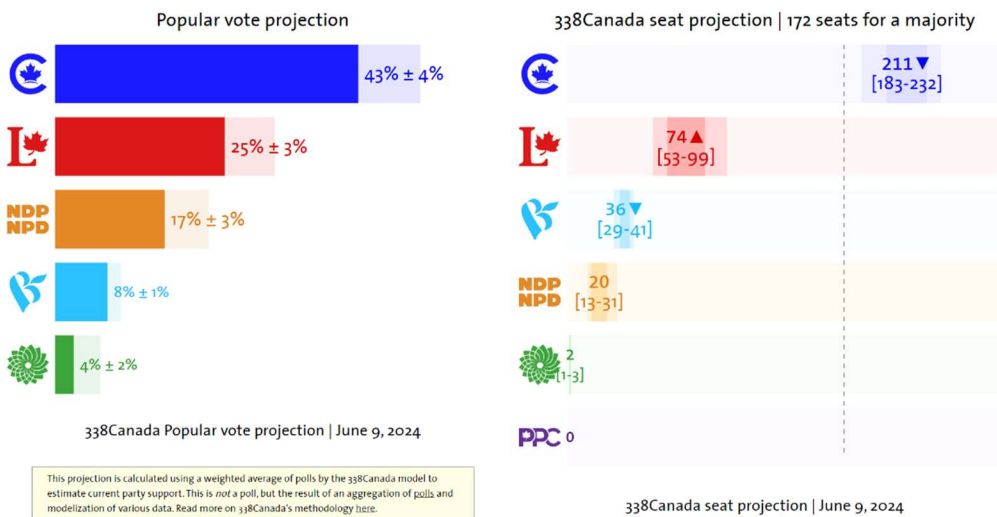 Popular vote projection
43% ± 4%
L
25% ± 3%
NDP
NPD
17% ± 3%
8% ± 1%
4% ± 2%
338Canada Popular vote projection | June 9, 2024
This projection is calculated using a weighted average of polls by the 338Canada model to
estimate current party support. This is not a poll, but the result of an aggregation of polls and
modelization of various data. Read more on 338Canada's methodology here.
338Canada seat projection | 172 seats for a majority
211 ▼
[183-232]
L
74 ▲
[53-99]
36 ▼
[29-41]
NDP
NPD
20
[13-31]
2
[1-3]
PPC 0
338Canada seat projection | June 9, 2024